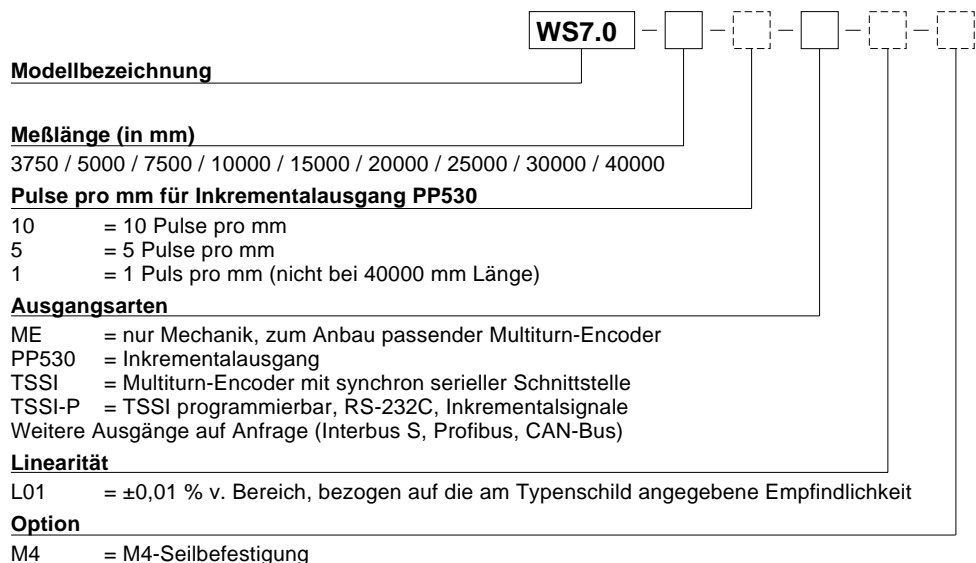 WS7.0 – – – – –
Modellbezeichnung
Meßlänge (in mm)
3750 / 5000 / 7500 / 10000 / 15000 / 20000 / 25000 / 30000 / 40000
Pulse pro mm für Inkrementalausgang PP530
10 = 10 Pulse pro mm
5 = 5 Pulse pro mm
1 = 1 Puls pro mm (nicht bei 40000 mm Länge)
Ausgangsarten
ME = nur Mechanik, zum Anbau passender Multiturn-Encoder
PP530 = Inkrementalausgang
TSSI = Multiturn-Encoder mit synchron serieller Schnittstelle
TSSI-P = TSSI programmierbar, RS-232C, Inkrementalsignale
Weitere Ausgänge auf Anfrage (Interbus S, Profibus, CAN-Bus)
Linearität
L01 = ±0,01 % v. Bereich, bezogen auf die am Typenschild angegebene Empfindlichkeit
Option
M4 = M4-Seilbefestigung